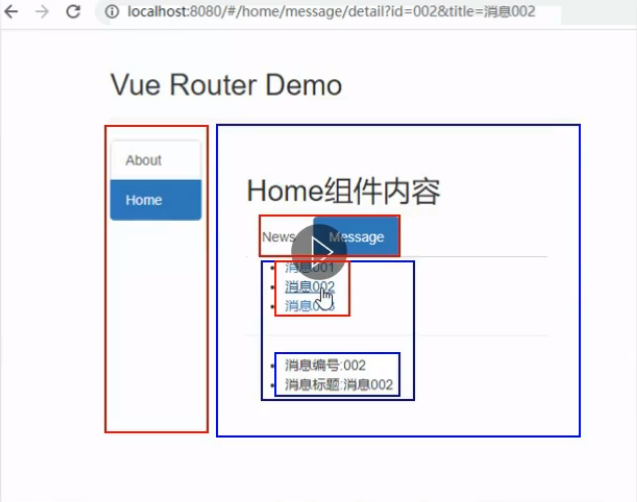 localhost:8080/#/home/message/detail?id=002&title=消息002
Vue Router Demo
About
Home
Home组件内容
News
Message
消息001
消息002
消息003
消息编号:002
消息标题:消息002